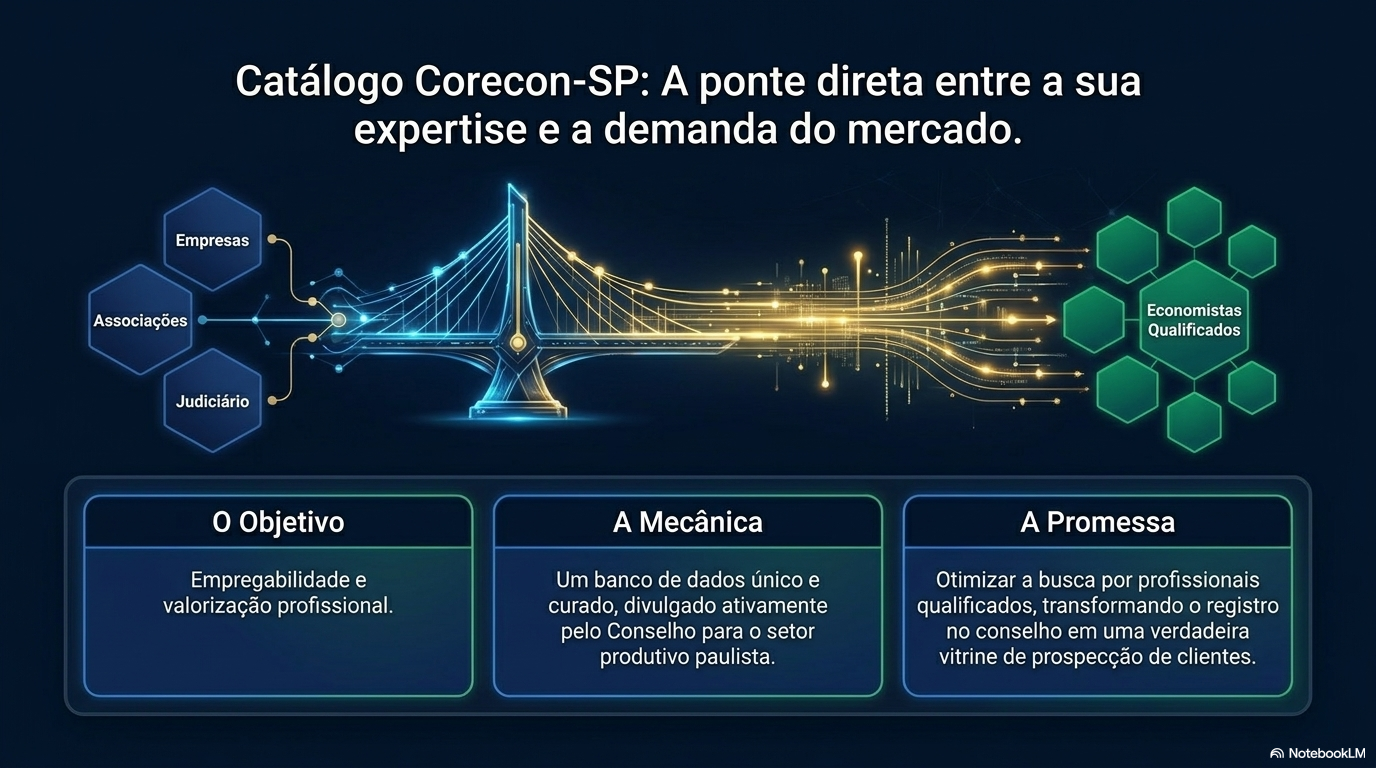 Catálogo Corecon-SP: A ponte direta entre a sua
expertise e a demanda do mercado.
Empresas
Associações
Judiciário
Economistas
Qualificados
O Objetivo
Empregabilidade e
valorização profissional.
A Mecânica
Um banco de dados único e
curado, divulgado ativamente
pelo Conselho para o setor
produtivo paulista.
A Promessa
Otimizar a busca por profissionais
qualificados, transformando o registro
no conselho em uma verdadeira
vitrine de prospecção de clientes.
NotebookLM